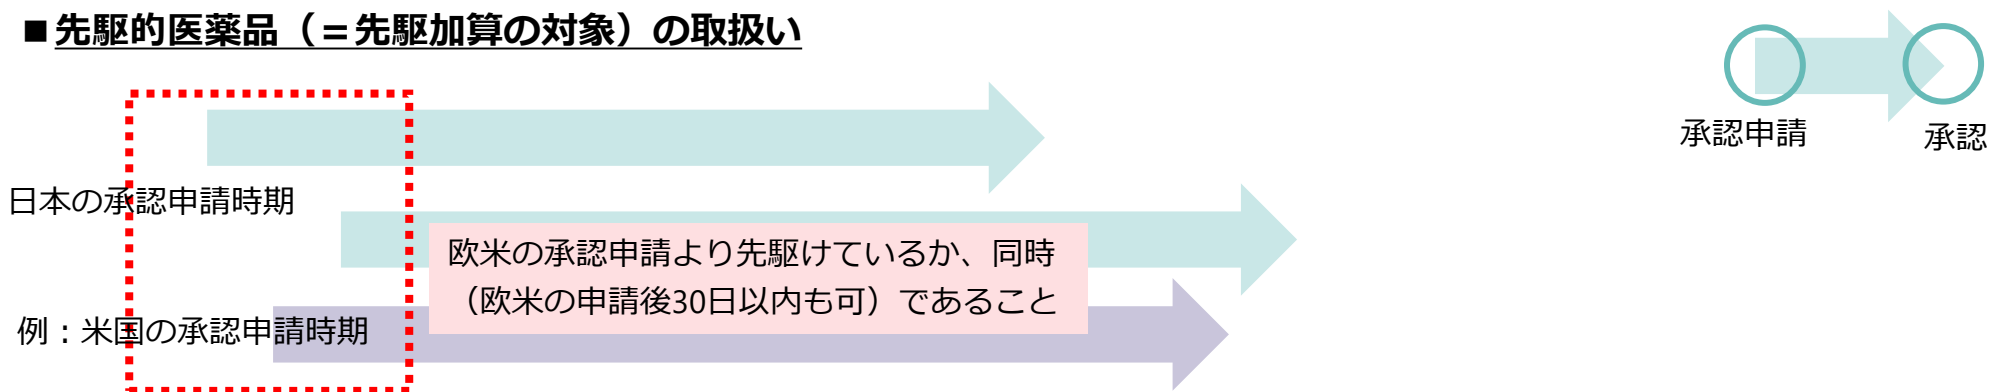 ■先駆的医薬品（＝先駆加算の対象）の取扱い
承認申請
承認
日本の承認申請時期
欧米の承認申請より先駆けているか、同時
（欧米の申請後30日以内も可）であること
例：米国の承認申請時期